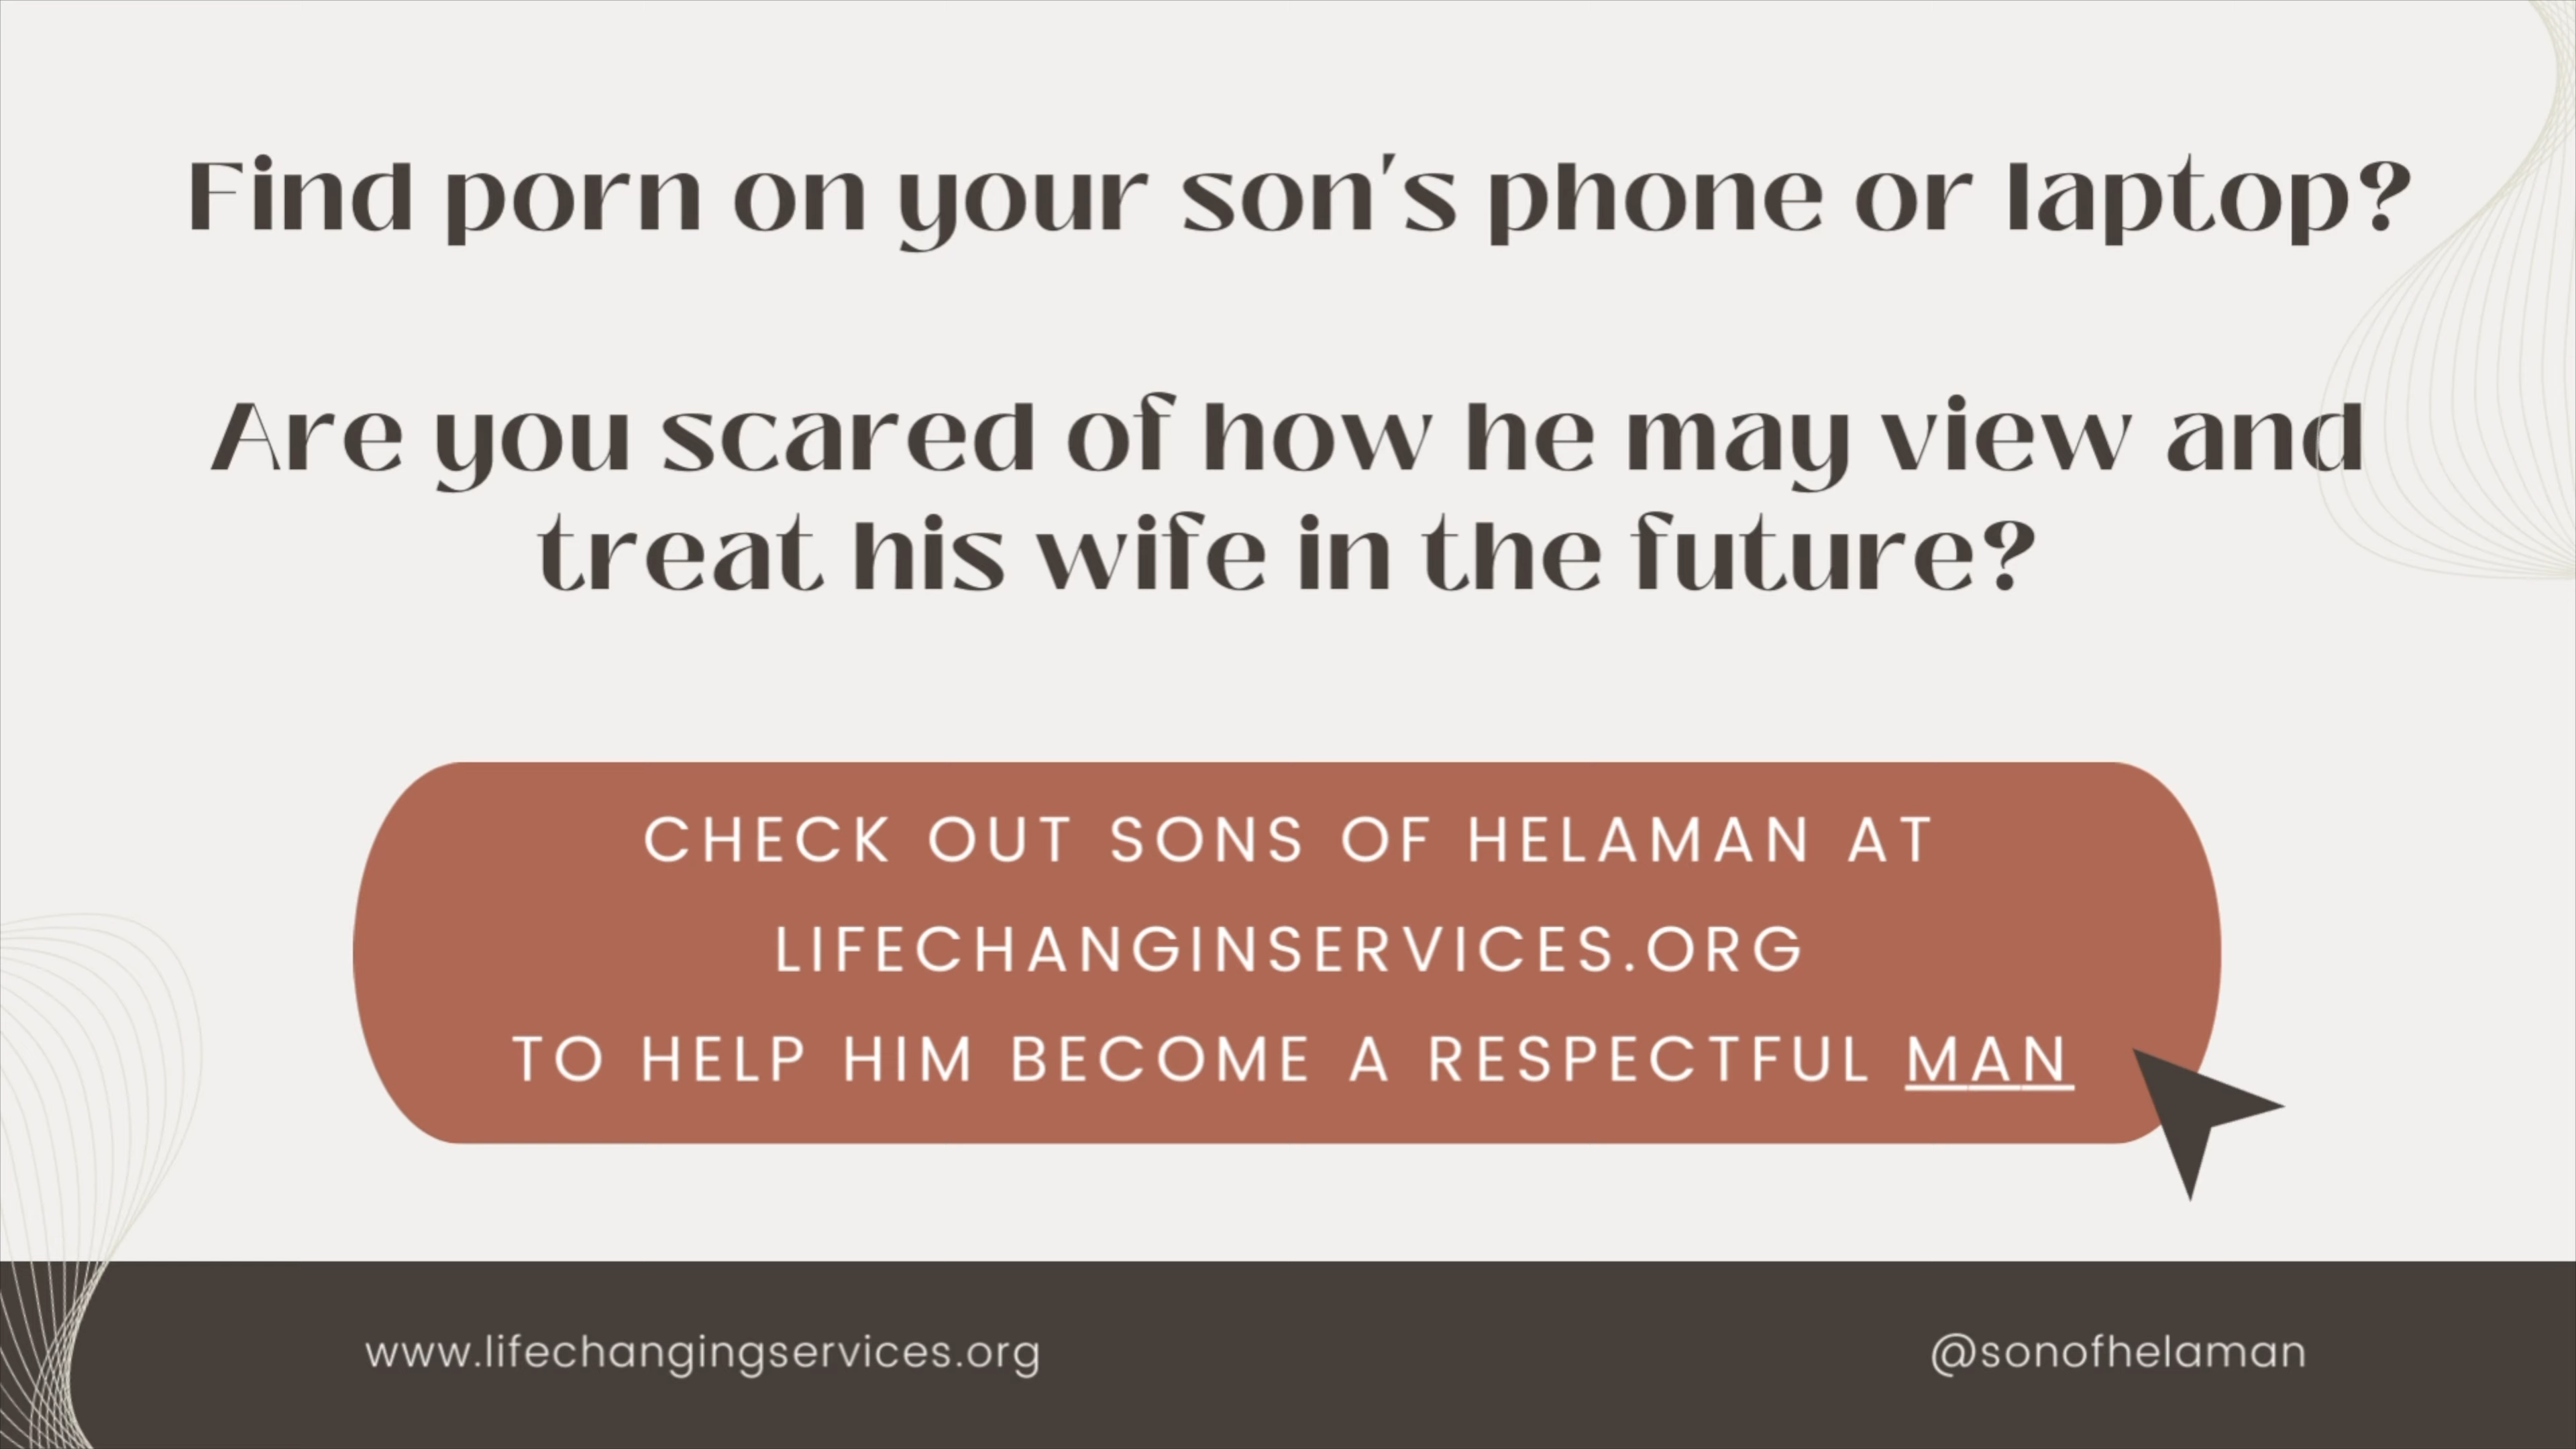 Find porn on your son's phone or laptop?
Are you scared of how he may view and
treat his wife in the future?
CHECK OUT SONS OF HELAMAN AT
LIFECHANGINSERVICES.ORG
TO HELP HIM BECOME A RESPECTFUL MAN
www.lifechangingservices.org
@sonofhelaman